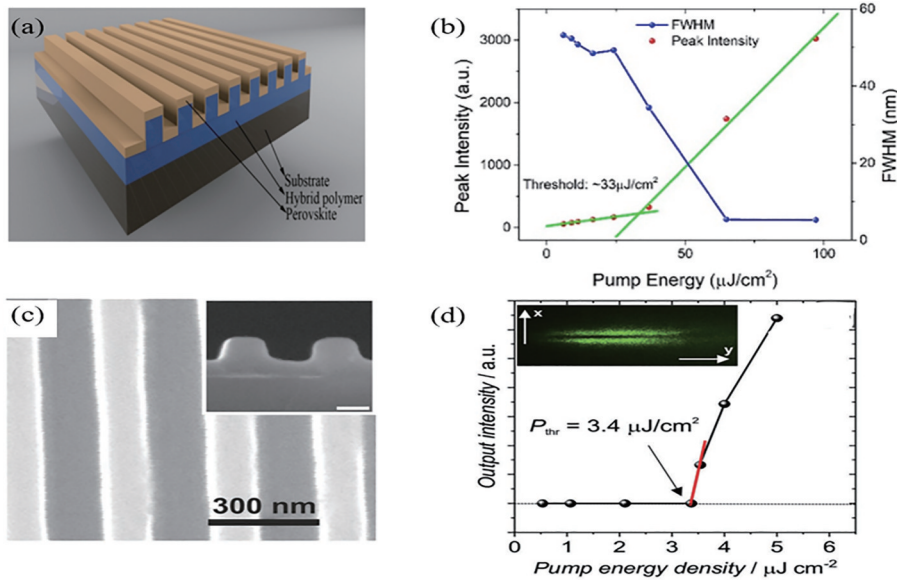 (a)
Substrate
Hybrid polymer
Perovskite
(b)
FWHM
Peak Intensity
Threshold: ~33μJ/cm²
Peak Intensity (a.u.)
3000
2000
1000
0
FWHM (nm)
60
40
20
0
0
50
100
Pump Energy (μJ/cm²)
(c)
300 nm
(d)
x
y
Pthr = 3.4 μJ/cm²
Output intensity / a.u.
0 1 2 3 4 5 6
Pump energy density / μJ cm-2